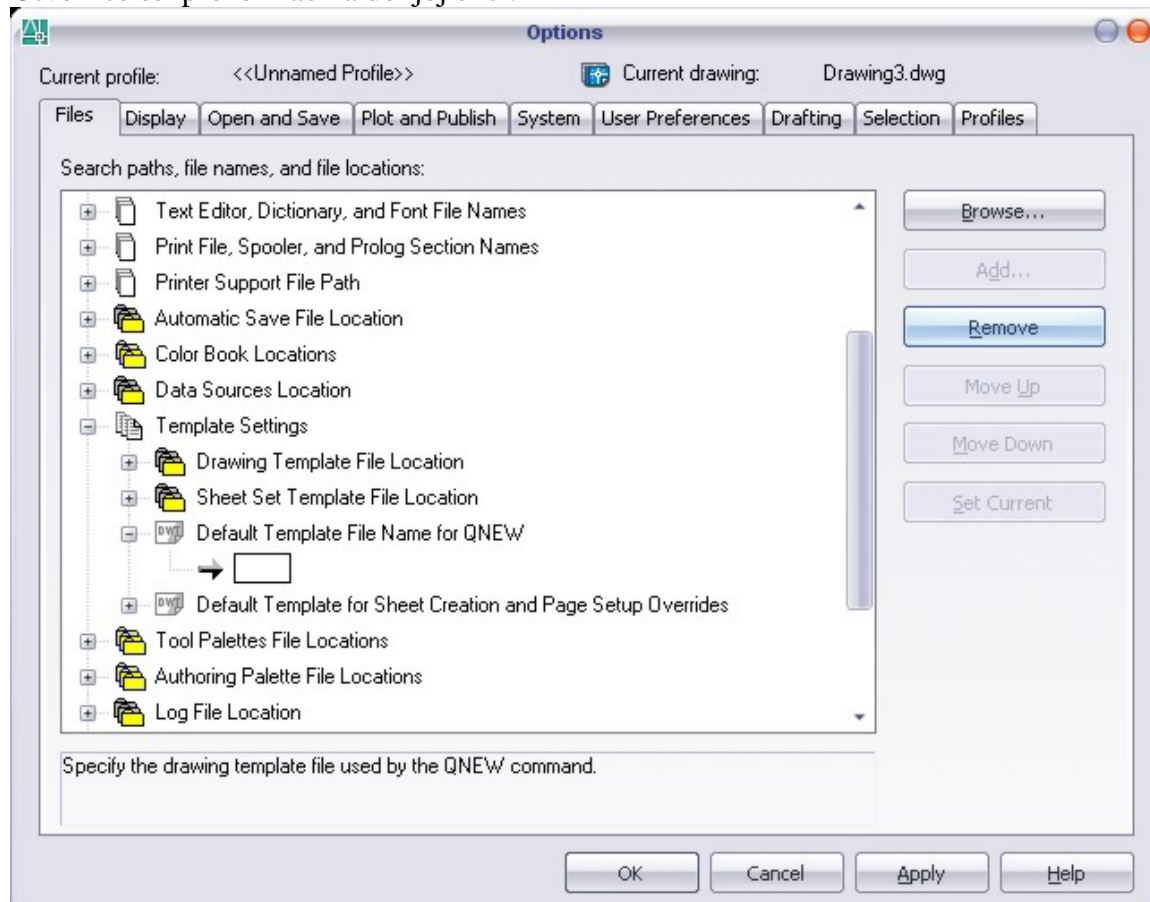 Options
Current profile: <<Unnamed Profile>> Current drawing: Drawing3.dwg
Files Display Open and Save Plot and Publish System User Preferences Drafting Selection Profiles
Search paths, file names, and file locations:
Text Editor, Dictionary, and Font File Names
Print File, Spooler, and Prolog Section Names
Printer Support File Path
Automatic Save File Location
Color Book Locations
Data Sources Location
Template Settings
Drawing Template File Location
Sheet Set Template File Location
Default Template File Name for QNEW
Default Template for Sheet Creation and Page Setup Overrides
Tool Palettes File Locations
Authoring Palette File Locations
Log File Location
Browse...
Add...
Remove
Move Up
Move Down
Set Current
Specify the drawing template file used by the QNEW command.
OK Cancel Apply Help